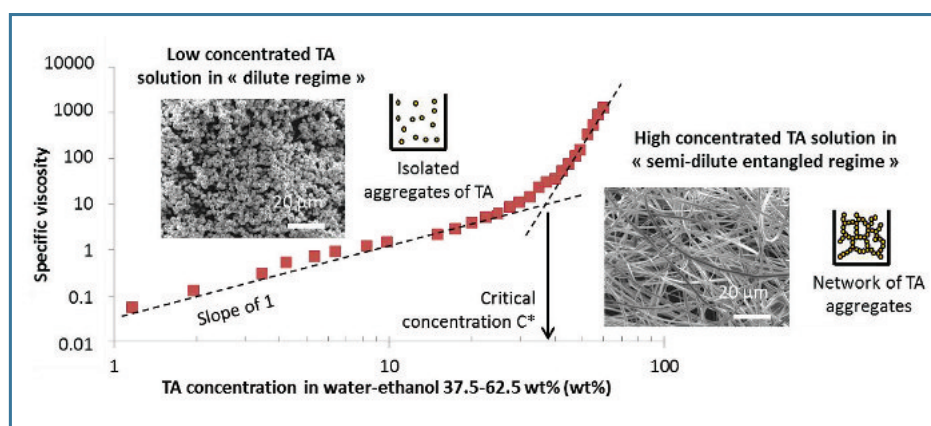 Low concentrated TA
solution in « dilute regime »
20 µm
Isolated
aggregates of TA
High concentrated TA solution in
« semi-dilute entangled regime »
20 µm
Network of TA
aggregates
Specific viscosity
10000
1000
100
10
1
0.1
0.01
Slope of 1
Critical
concentration C*
1
10
100
TA concentration in water-ethanol 37.5-62.5 wt% (wt%)